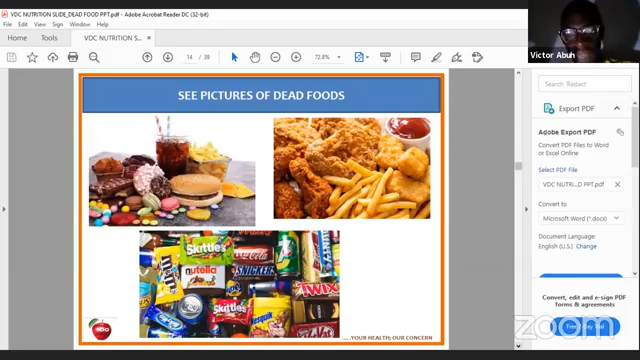 VDC NUTRITION SLIDE_DEAD FOOD PPT.pdf - Adobe Acrobat Reader DC (32-bit)
File Edit View Sign Window Help
Home Tools VDC NUTRITION S... ×
14 / 39 72.8%
Victor Abuh
SEE PICTURES OF DEAD FOODS
Skittles
Coca-Cola
nutella
SNICKERS
TWIX
Skittles
Nesquik
KitKat
....YOUR HEALTH; OUR CONCERN
Search 'Redact'
Export PDF
Adobe Export PDF
Convert PDF Files to Word
or Excel Online
Select PDF File
VDC NUTRI...D PPT.pdf ×
Convert to
Microsoft Word (*.docx)
Document Language:
English (U.S.) Change
Convert, edit and e-sign PDF
forms & agreements
zoom